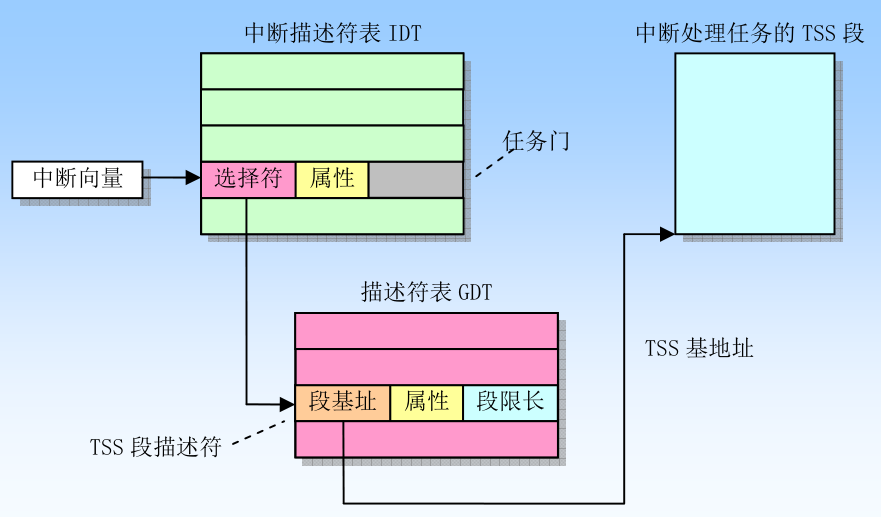 中断描述符表 IDT
中断处理任务的 TSS 段
任务门
中断向量
选择符
属性
描述符表 GDT
TSS 基地址
段基址
属性
段限长
TSS 段描述符